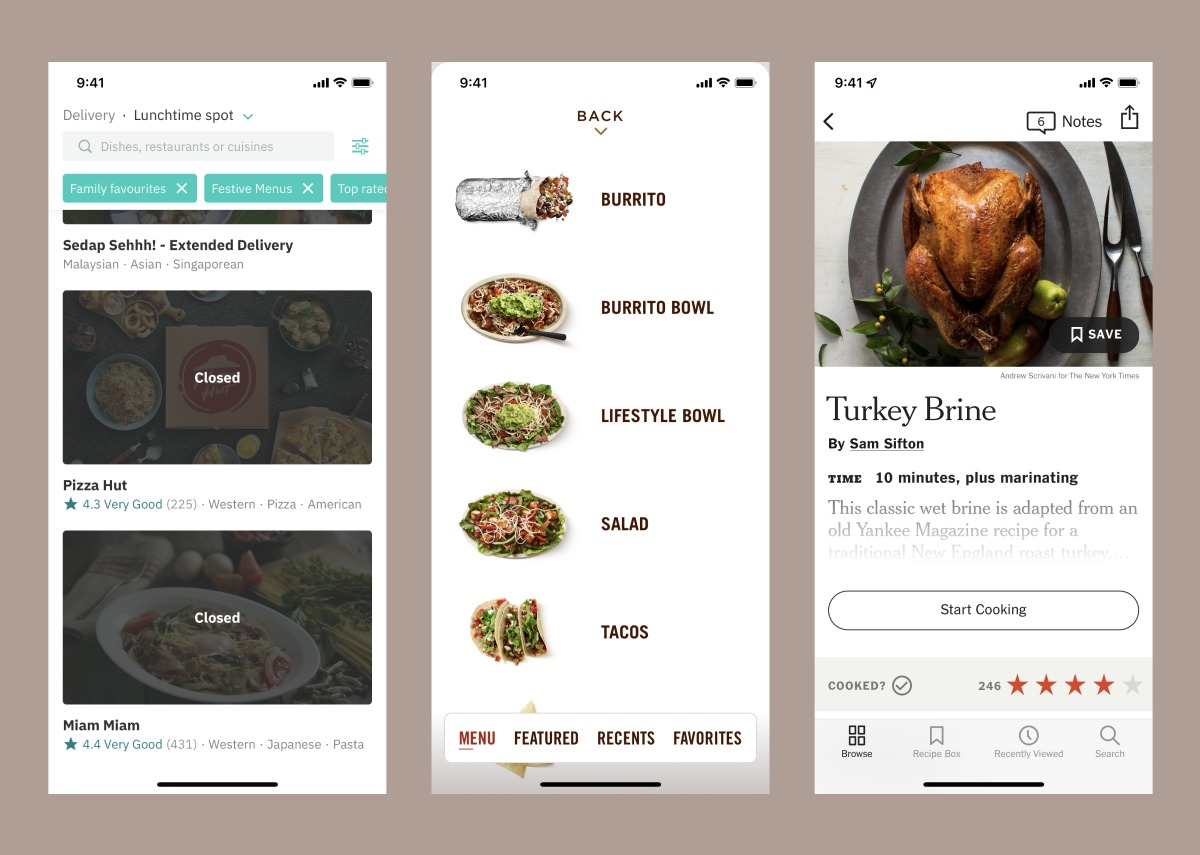 9:41
Delivery · Lunchtime spot
Dishes, restaurants or cuisines
Family favourites
Festive Menus
Top rated
Sedap Sehhh! - Extended Delivery
Malaysian · Asian · Singaporean
Closed
Pizza Hut
4.3 Very Good (225) · Western · Pizza · American
Closed
Miam Miam
4.4 Very Good (431) · Western · Japanese · Pasta
9:41
BACK
BURRITO
BURRITO BOWL
LIFESTYLE BOWL
SALAD
TACOS
MENU FEATURED RECENTS FAVORITES
9:41
6 Notes
SAVE
Andrew Scrivani for The New York Times
Turkey Brine
By Sam Sifton
TIME 10 minutes, plus marinating
This classic wet brine is adapted from an
old Yankee Magazine recipe for a
traditional New England roast turkey....
Start Cooking
COOKED? 246
Browse Recipe Box Recently Viewed Search